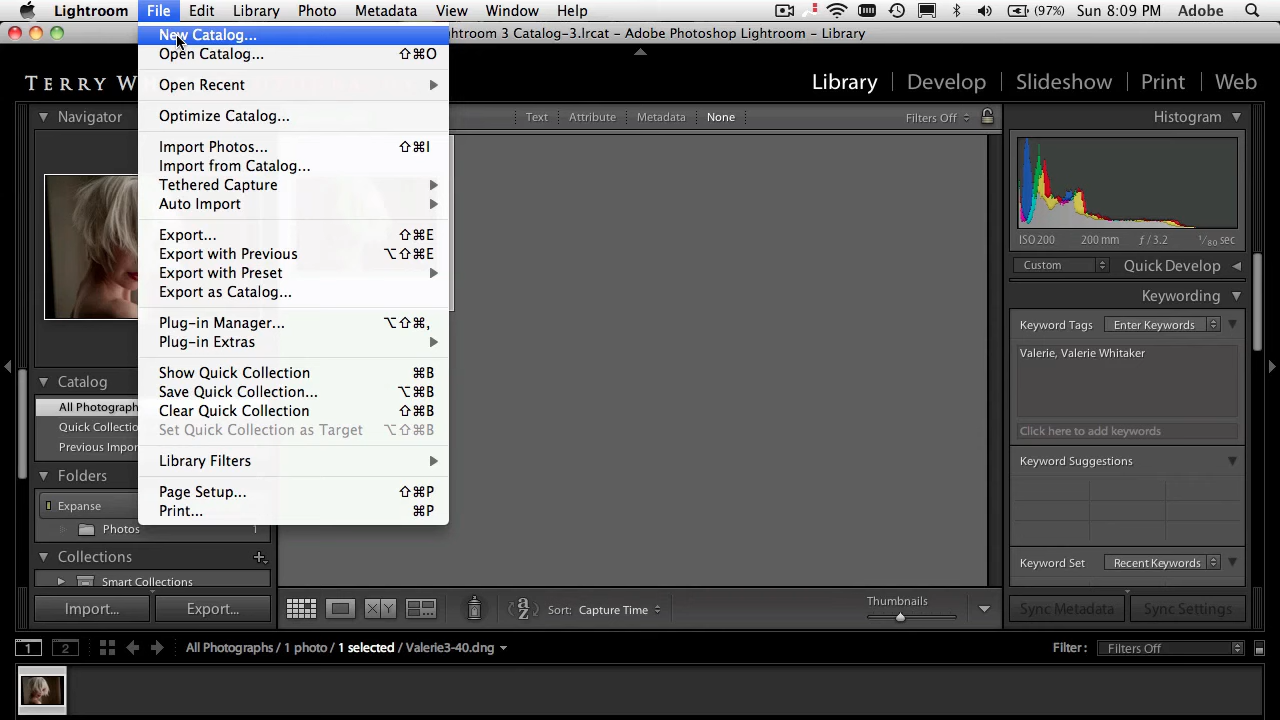 Lightroom File Edit Library Photo Metadata View Window Help (97%) Sun 8:09 PM Adobe
htroom 3 Catalog-3.lrcat - Adobe Photoshop Lightroom - Library
New Catalog...
Open Catalog... ⇧⌘O
Open Recent
Optimize Catalog...
Import Photos... ⇧⌘I
Import from Catalog...
Tethered Capture
Auto Import
Export... ⇧⌘E
Export with Previous ⌥⇧⌘E
Export with Preset
Export as Catalog...
Plug-in Manager... ⌥⇧⌘,
Plug-in Extras
Show Quick Collection ⌘B
Save Quick Collection... ⌥⌘B
Clear Quick Collection ⇧⌘B
Set Quick Collection as Target ⌥⇧⌘B
Library Filters
Page Setup... ⇧⌘P
Print... ⌘P
TERRY WH
Library | Develop | Slideshow | Print | Web
Navigator
Catalog
All Photograph
Quick Collectio
Previous Impor
Folders
Expanse
Photos 1
Collections
Smart Collections
Import... Export...
Text Attribute Metadata None Filters Off
Sort: Capture Time
Thumbnails
Histogram
ISO 200 200 mm ƒ / 3.2 1/80 sec
Custom Quick Develop
Keywording
Keyword Tags Enter Keywords
Valerie, Valerie Whitaker
Click here to add keywords
Keyword Suggestions
Keyword Set Recent Keywords
Sync Metadata Sync Settings
1 2 All Photographs / 1 photo / 1 selected / Valerie3-40.dng Filter : Filters Off